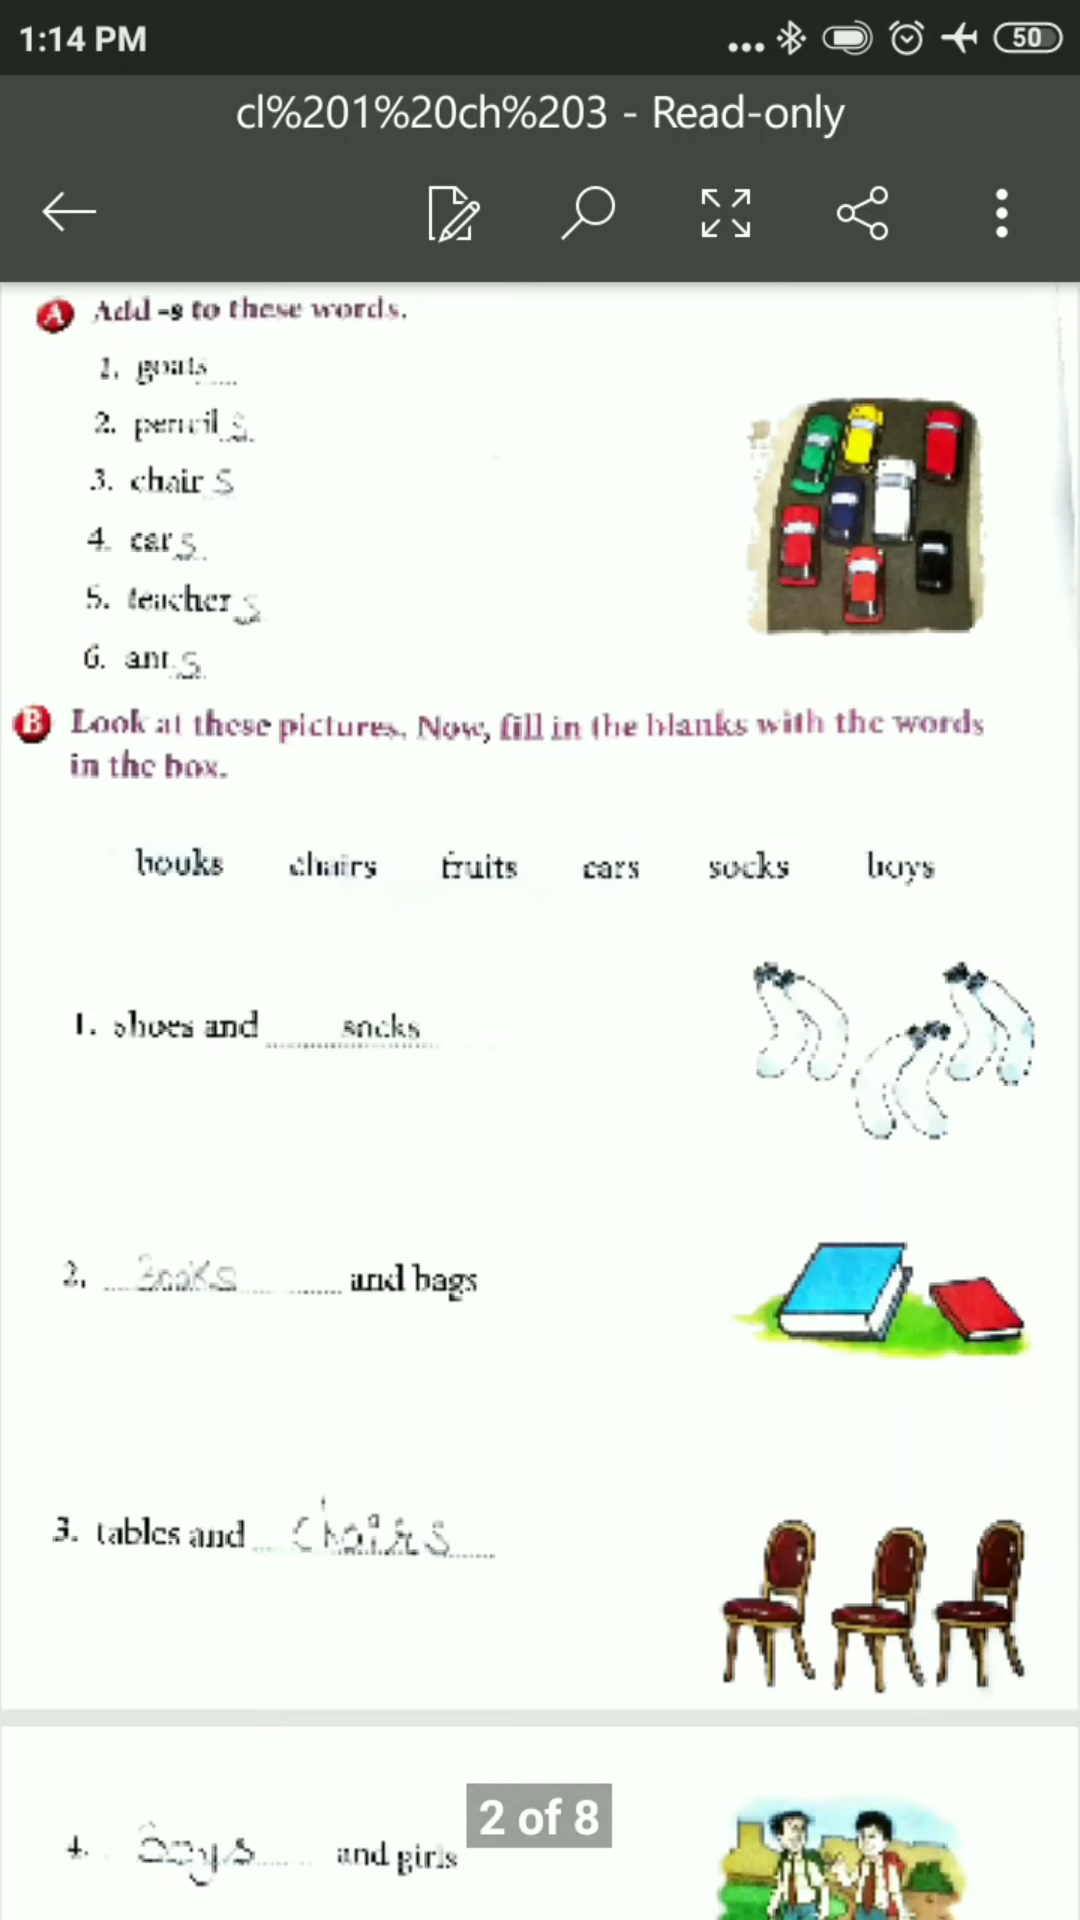 1:14 PM
50
cl%201%20ch%203 - Read-only
A Add -s to these words.
1. goats
2. pencil s
3. chair s
4. car s
5. teacher s
6. ant s
B Look at these pictures. Now, fill in the blanks with the words
in the box.
books chairs fruits cars socks boys
1. shoes and socks
2. Books and bags
3. tables and chairs
2 of 8
4. Boys and girls